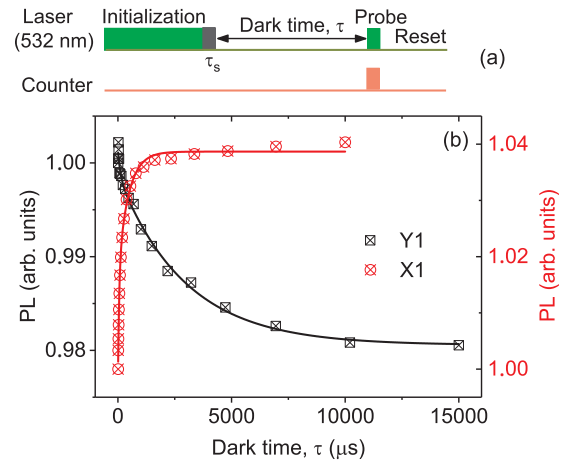 Laser
(532 nm)
Initialization
Dark time, τ
Probe
Reset
τs
Counter
(a)
(b)
PL (arb. units)
1.00
0.99
0.98
Y1
X1
1.04
1.02
1.00
PL (arb. units)
0
5000
10000
15000
Dark time, τ (μs)